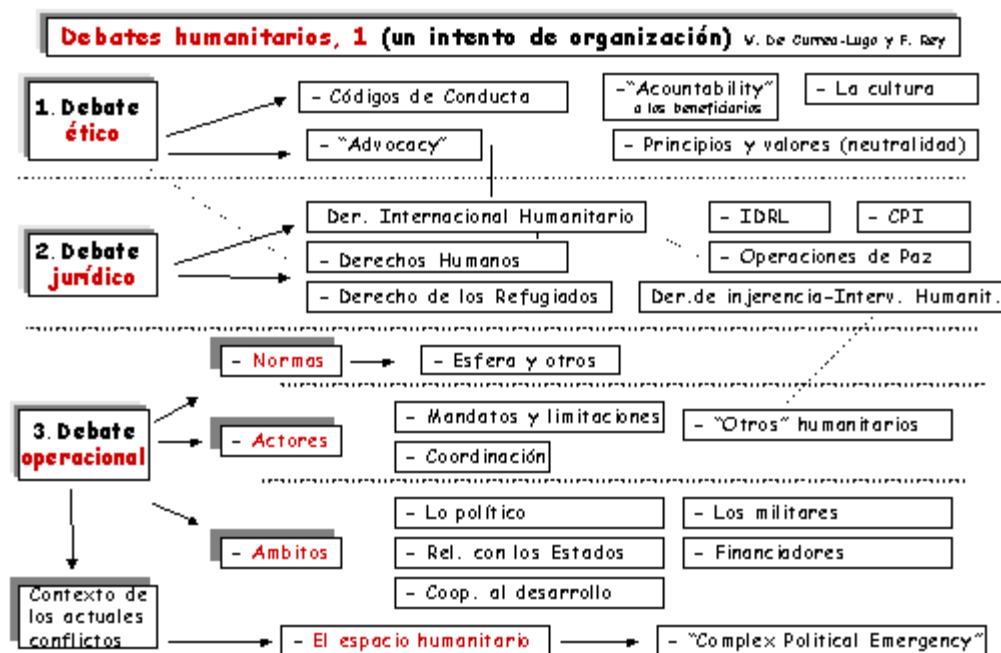 Debates humanitarios, 1 (un intento de organización) V. De Currea-Lugo y F. Rey
1. Debate
ético
- Códigos de Conducta
-"Acountability"
a los beneficiarios
- La cultura
- "Advocacy"
- Principios y valores (neutralidad)
2. Debate
jurídico
Der. Internacional Humanitario
- IDRL
- CPI
- Derechos Humanos
- Operaciones de Paz
- Derecho de los Refugiados
Der.de injerencia-Interv. Humanit.
3. Debate
operacional
- Normas
- Esfera y otros
- Actores
- Mandatos y limitaciones
- Coordinación
- "Otros" humanitarios
- Ambitos
- Lo político
- Los militares
- Rel. con los Estados
- Financiadores
- Coop. al desarrollo
Contexto de
los actuales
conflictos
- El espacio humanitario
- "Complex Political Emergency"